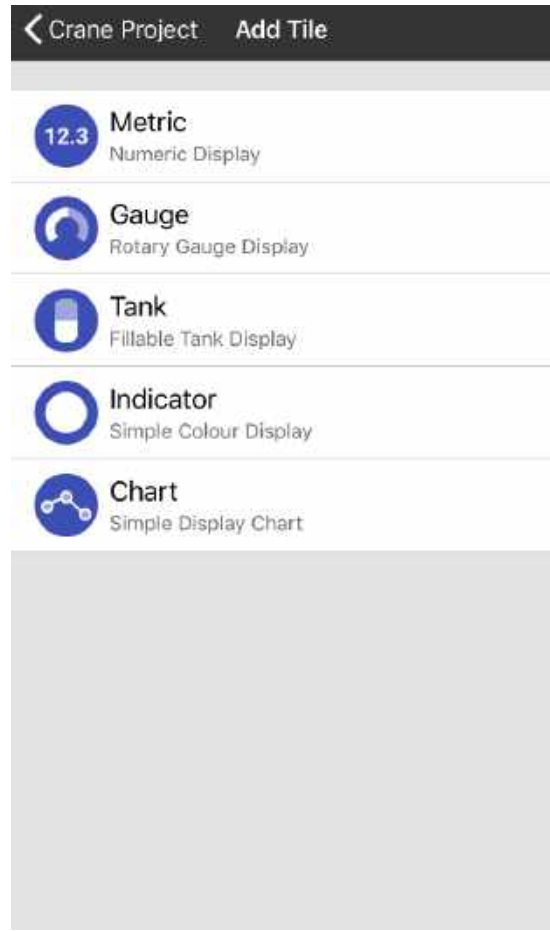 Crane Project Add Tile
12.3
Metric
Numeric Display
Gauge
Rotary Gauge Display
Tank
Fillable Tank Display
Indicator
Simple Colour Display
Chart
Simple Display Chart